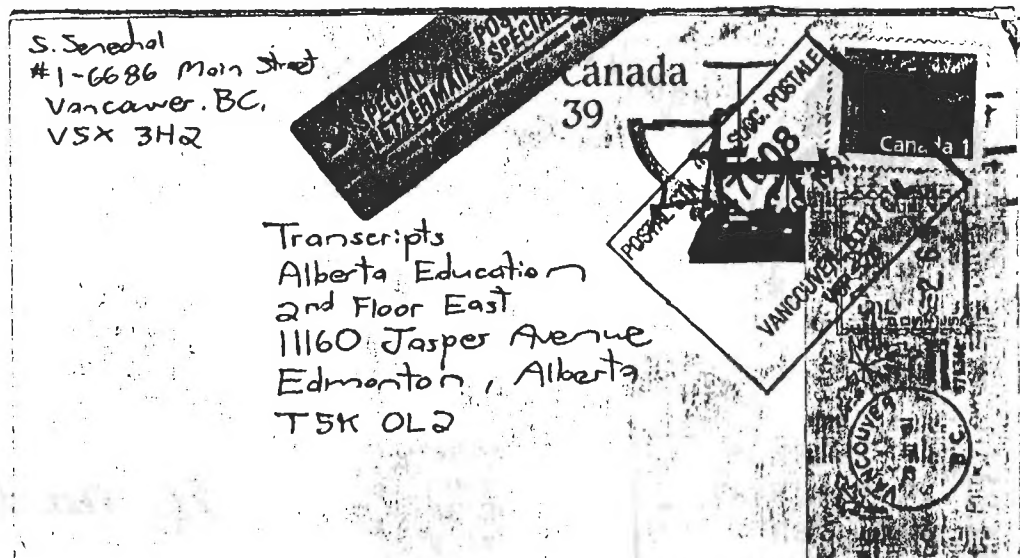 S. Senechal
#1-6686 Main Street
Vancouver. BC,
V5X 3H2
SPECIAL
LETTERMAIL SPECIAL
Canada
39
SUCC. POSTALE
POSTAL STN.
VANCOUVER
Canada 1
Transcripts
Alberta Education
2nd Floor East
11160 Jasper Avenue
Edmonton, Alberta
T5K 0L2
VANCOUVER
B.C.